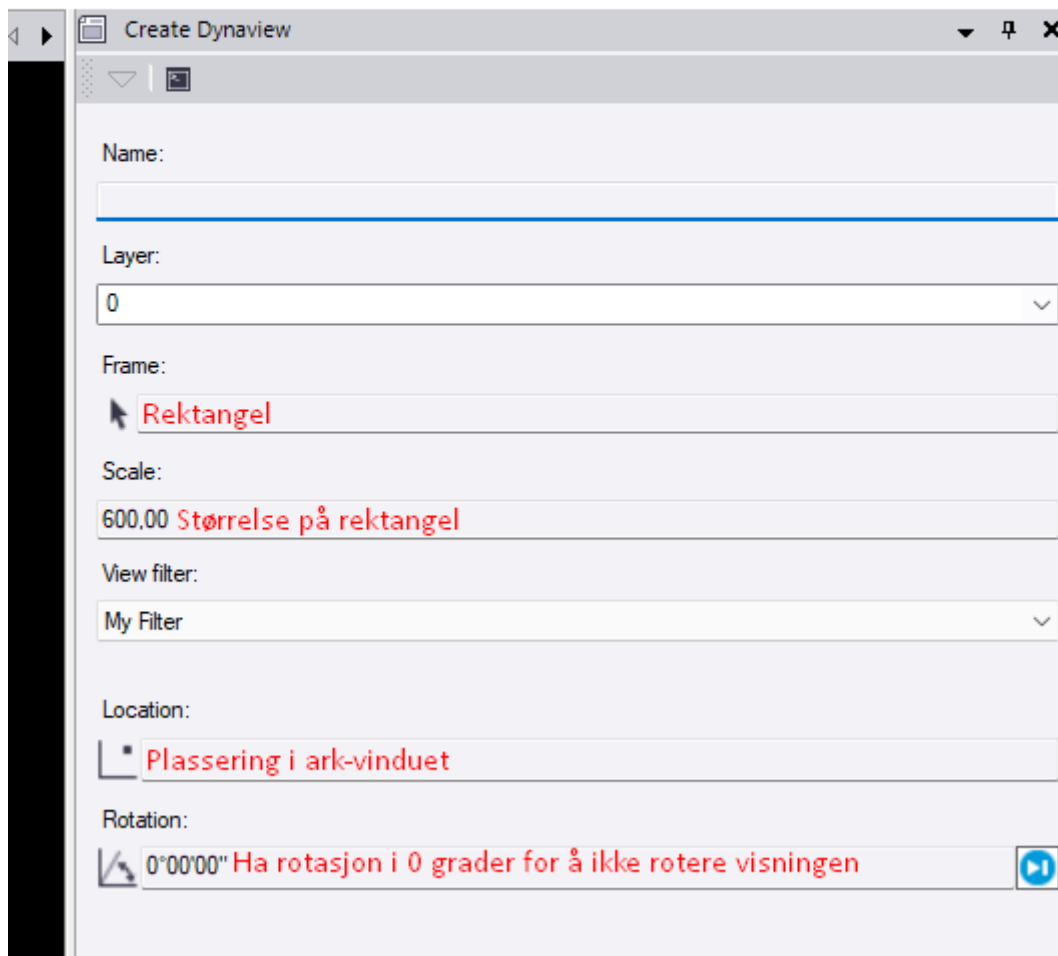 Create Dynaview
Name:
Layer:
0
Frame:
Rektangel
Scale:
600,00 Størrelse på rektangel
View filter:
My Filter
Location:
Plassering i ark-vinduet
Rotation:
0°00'00" Ha rotasjon i 0 grader for å ikke rotere visningen